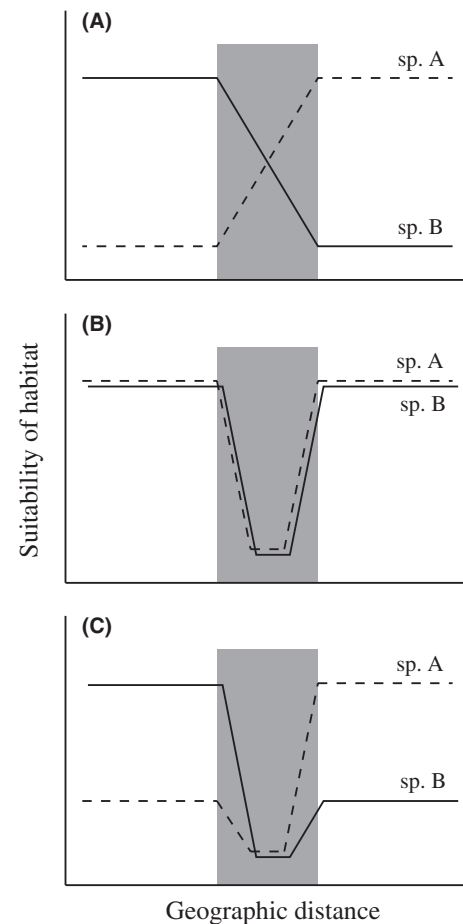 (A)
sp. A
sp. B
(B)
sp. A
sp. B
Suitability of habitat
(C)
sp. A
sp. B
Geographic distance